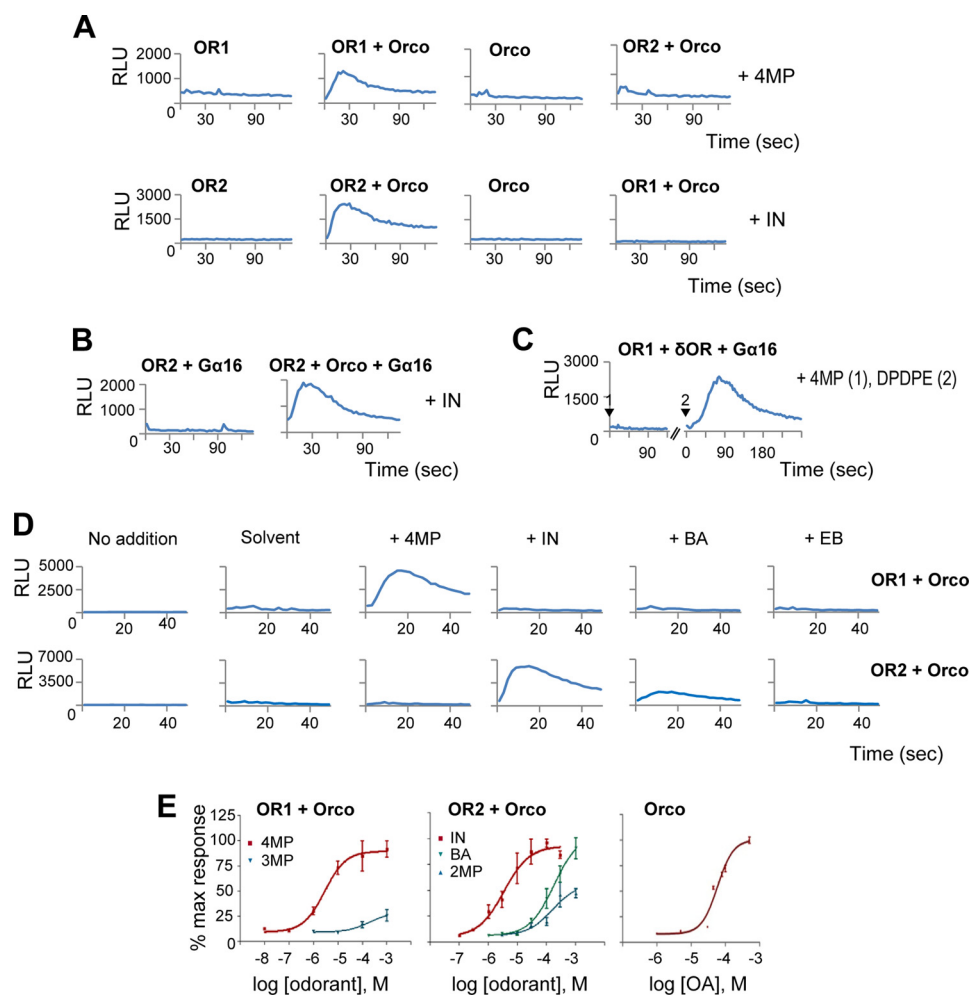 A
OR1
OR1 + Orco
Orco
OR2 + Orco
RLU
2000
1000
0
30 90
30 90
30 90
30 90
+ 4MP
Time (sec)
OR2
OR2 + Orco
Orco
OR1 + Orco
RLU
3000
1500
0
30 90
30 90
30 90
30 90
+ IN
Time (sec)
B
OR2 + Gα16
OR2 + Orco + Gα16
RLU
2000
1000
0
30 90
30 90
+ IN
Time (sec)
C
OR1 + δOR + Gα16
RLU
3000
1500
0
1
2
90
0 90 180
+ 4MP (1), DPDPE (2)
Time (sec)
D
No addition
Solvent
+ 4MP
+ IN
+ BA
+ EB
RLU
5000
2500
0
20 40
20 40
20 40
20 40
20 40
20 40
OR1 + Orco
RLU
7000
3500
0
20 40
20 40
20 40
20 40
20 40
20 40
OR2 + Orco
Time (sec)
E
OR1 + Orco
% max response
125
100
75
50
25
0
4MP
3MP
-8 -7 -6 -5 -4 -3
log [odorant], M
OR2 + Orco
IN
BA
2MP
-7 -6 -5 -4 -3
log [odorant], M
Orco
-6 -5 -4 -3
log [OA], M